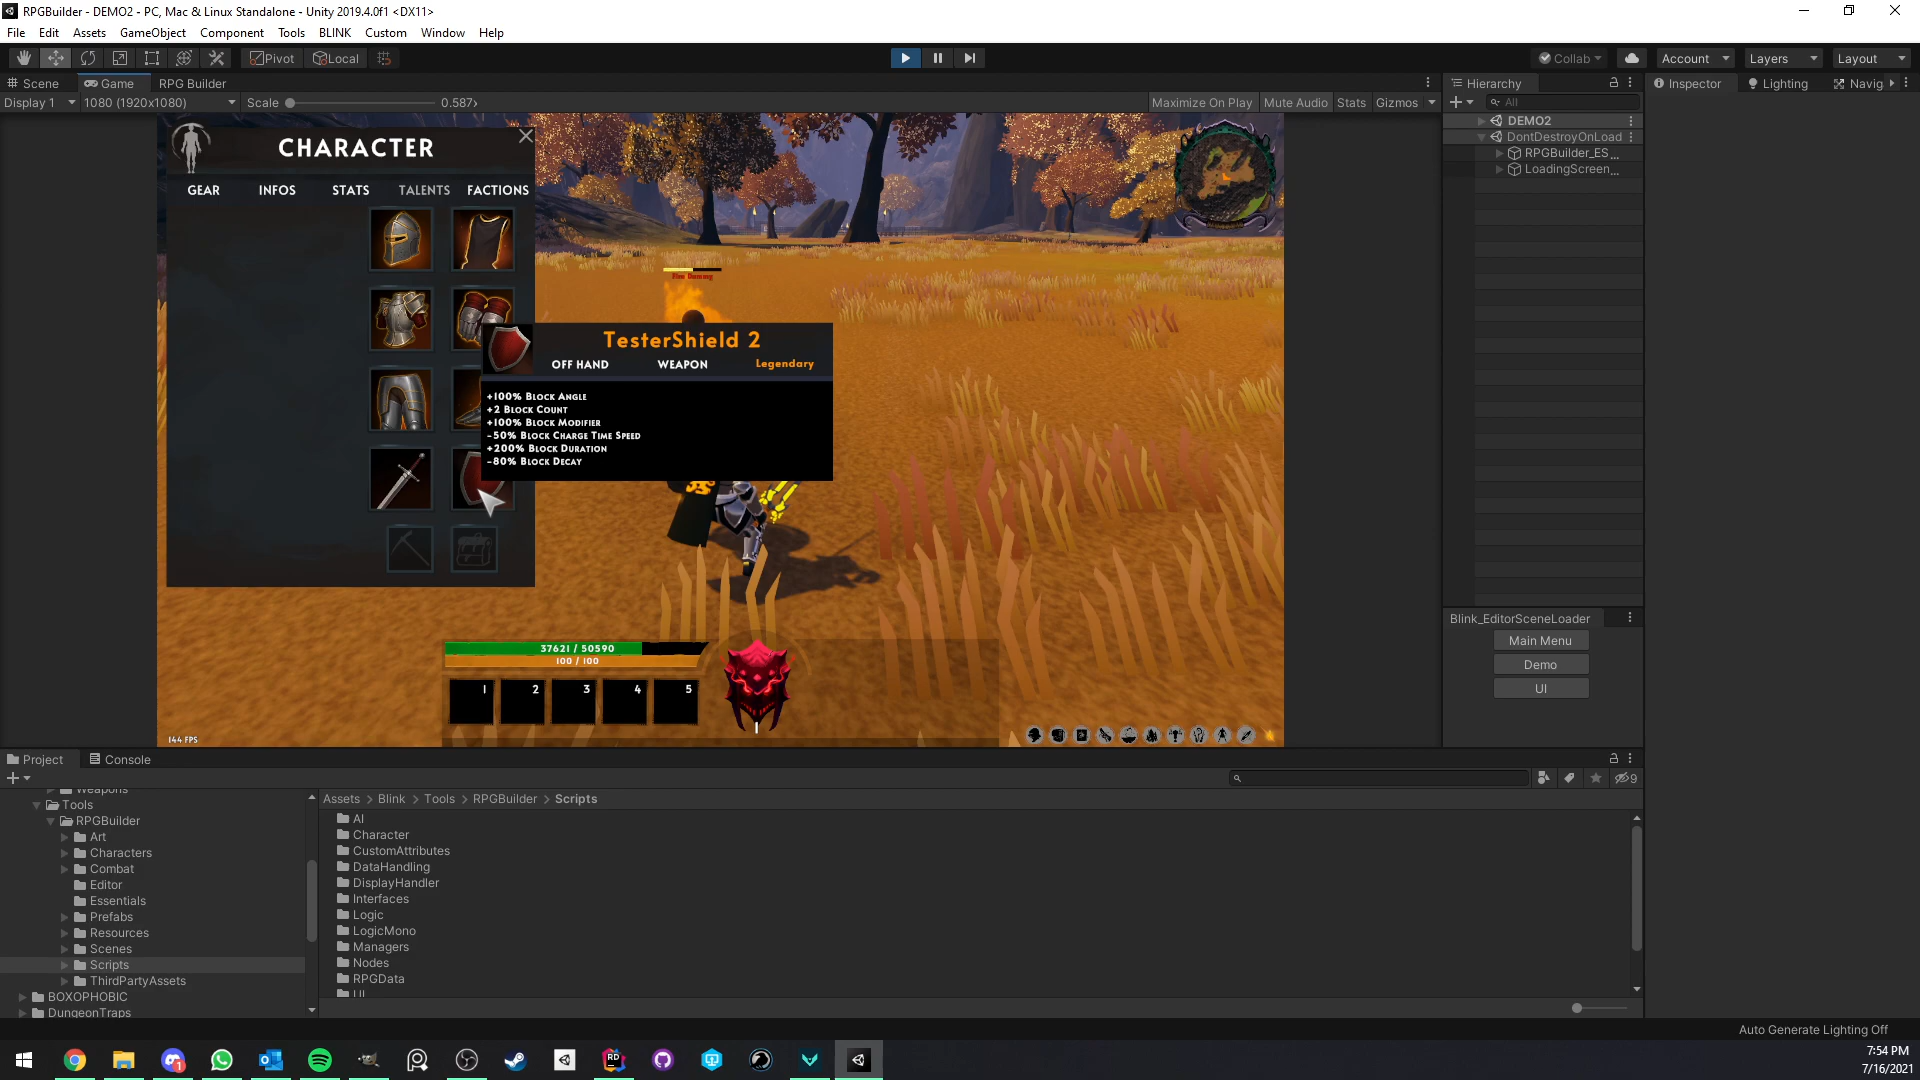 RPGBuilder - DEMO2 - PC, Mac & Linux Standalone - Unity 2019.4.0f1 <DX11>
File Edit Assets GameObject Component Tools BLINK Custom Window Help
Pivot Local Collab Account Layers Layout
Scene Game RPG Builder
Display 1 1080 (1920x1080) Scale 0.587x Maximize On Play Mute Audio Stats Gizmos
CHARACTER
GEAR INFOS STATS TALENTS FACTIONS
TesterShield 2
OFF HAND WEAPON Legendary
+100% Block Angle
+2 Block Count
+100% Block Modifier
-50% Block Charge Time Speed
+200% Block Duration
-80% Block Decay
37621 / 50590
100 / 100
1 2 3 4 5
144 FPS
Hierarchy
All
DEMO2
DontDestroyOnLoad
RPGBuilder_ES...
LoadingScreen...
Inspector Lighting Navig
Blink_EditorSceneLoader
Main Menu
Demo
UI
Project Console
9
Weapons
Tools
RPGBuilder
Art
Characters
Combat
Editor
Essentials
Prefabs
Resources
Scenes
Scripts
ThirdPartyAssets
BOXOPHOBIC
DungeonTraps
Assets > Blink > Tools > RPGBuilder > Scripts
AI
Character
CustomAttributes
DataHandling
DisplayHandler
Interfaces
Logic
LogicMono
Managers
Nodes
RPGData
UI
Auto Generate Lighting Off
7:54 PM
7/16/2021